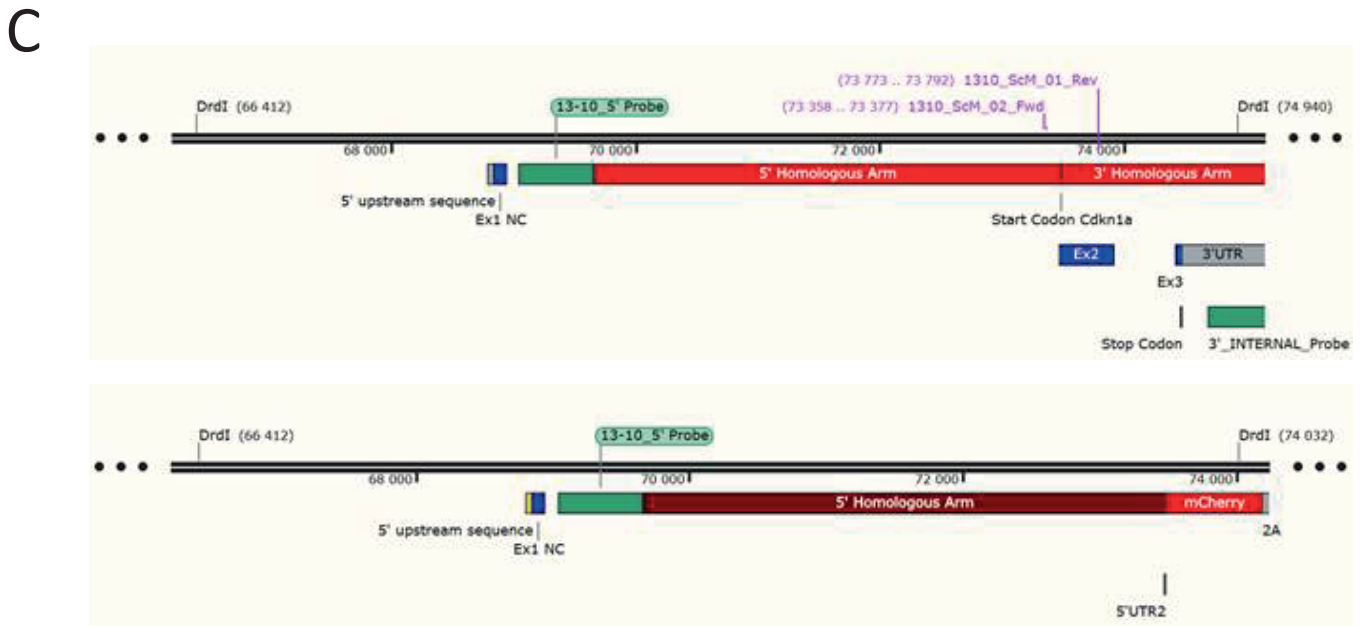 C
(73 773 .. 73 792) 1310_ScM_01_Rev
DrdI (66 412) 13-10_5' Probe (73 358 .. 73 377) 1310_ScM_02_Fwd DrdI (74 940)
68 000 70 000 72 000 74 000
5' Homologous Arm 3' Homologous Arm
5' upstream sequence
Ex1 NC Start Codon Cdkn1a
Ex2 3'UTR
Ex3
Stop Codon 3'_INTERNAL_Probe
DrdI (66 412) 13-10_5' Probe DrdI (74 032)
68 000 70 000 72 000 74 000
5' Homologous Arm mCherry
5' upstream sequence 2A
Ex1 NC
5'UTR2